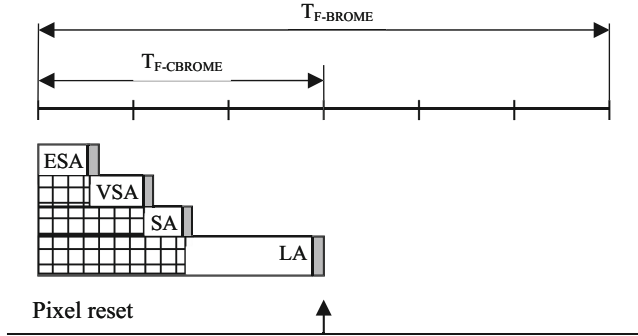 T_F-BROME
T_F-CBROME
ESA
VSA
SA
LA
Pixel reset